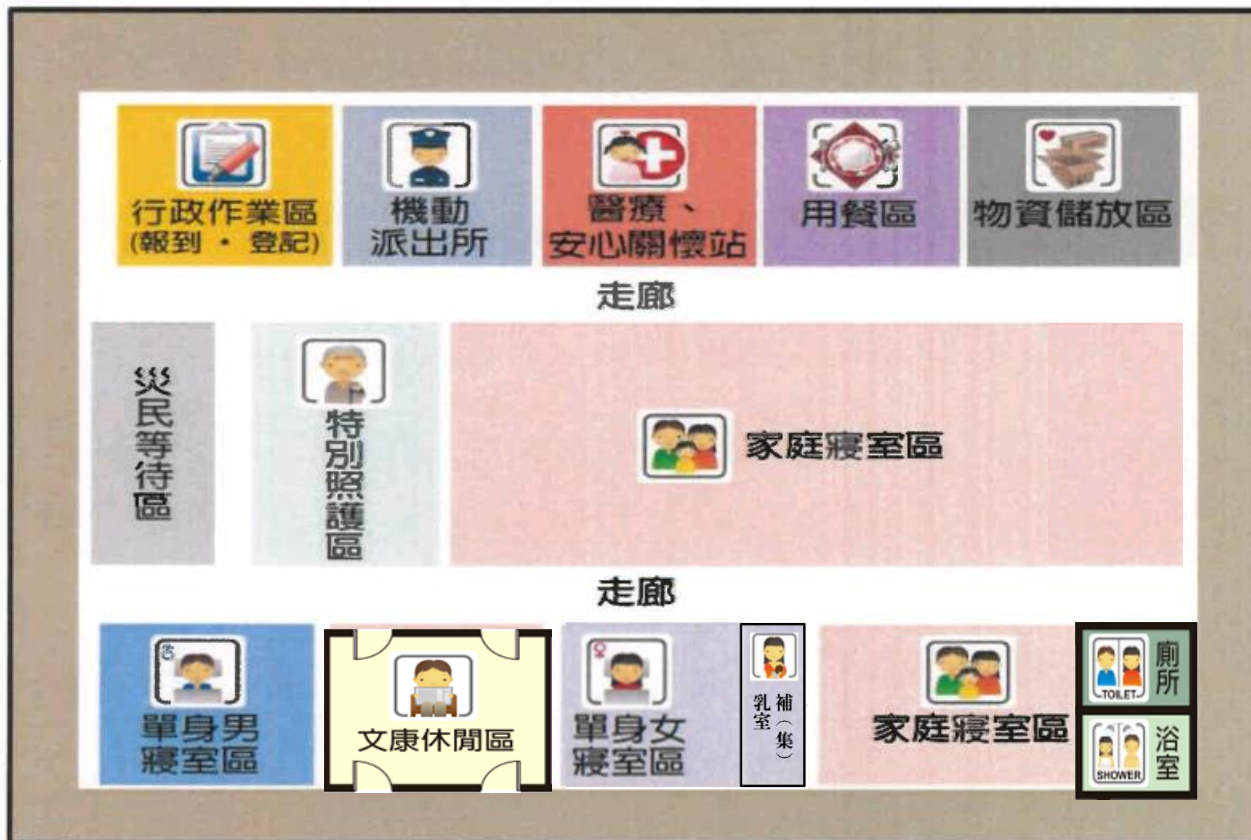 行政作業區
(報到 · 登記)
機動
派出所
醫療、
安心關懷站
用餐區
物資儲放區
走廊
災民等待區
特別照護區
家庭寢室區
走廊
單身男
寢室區
文康休閒區
單身女
寢室區
補（集）
乳室
家庭寢室區
TOILET
廁所
SHOWER
浴室